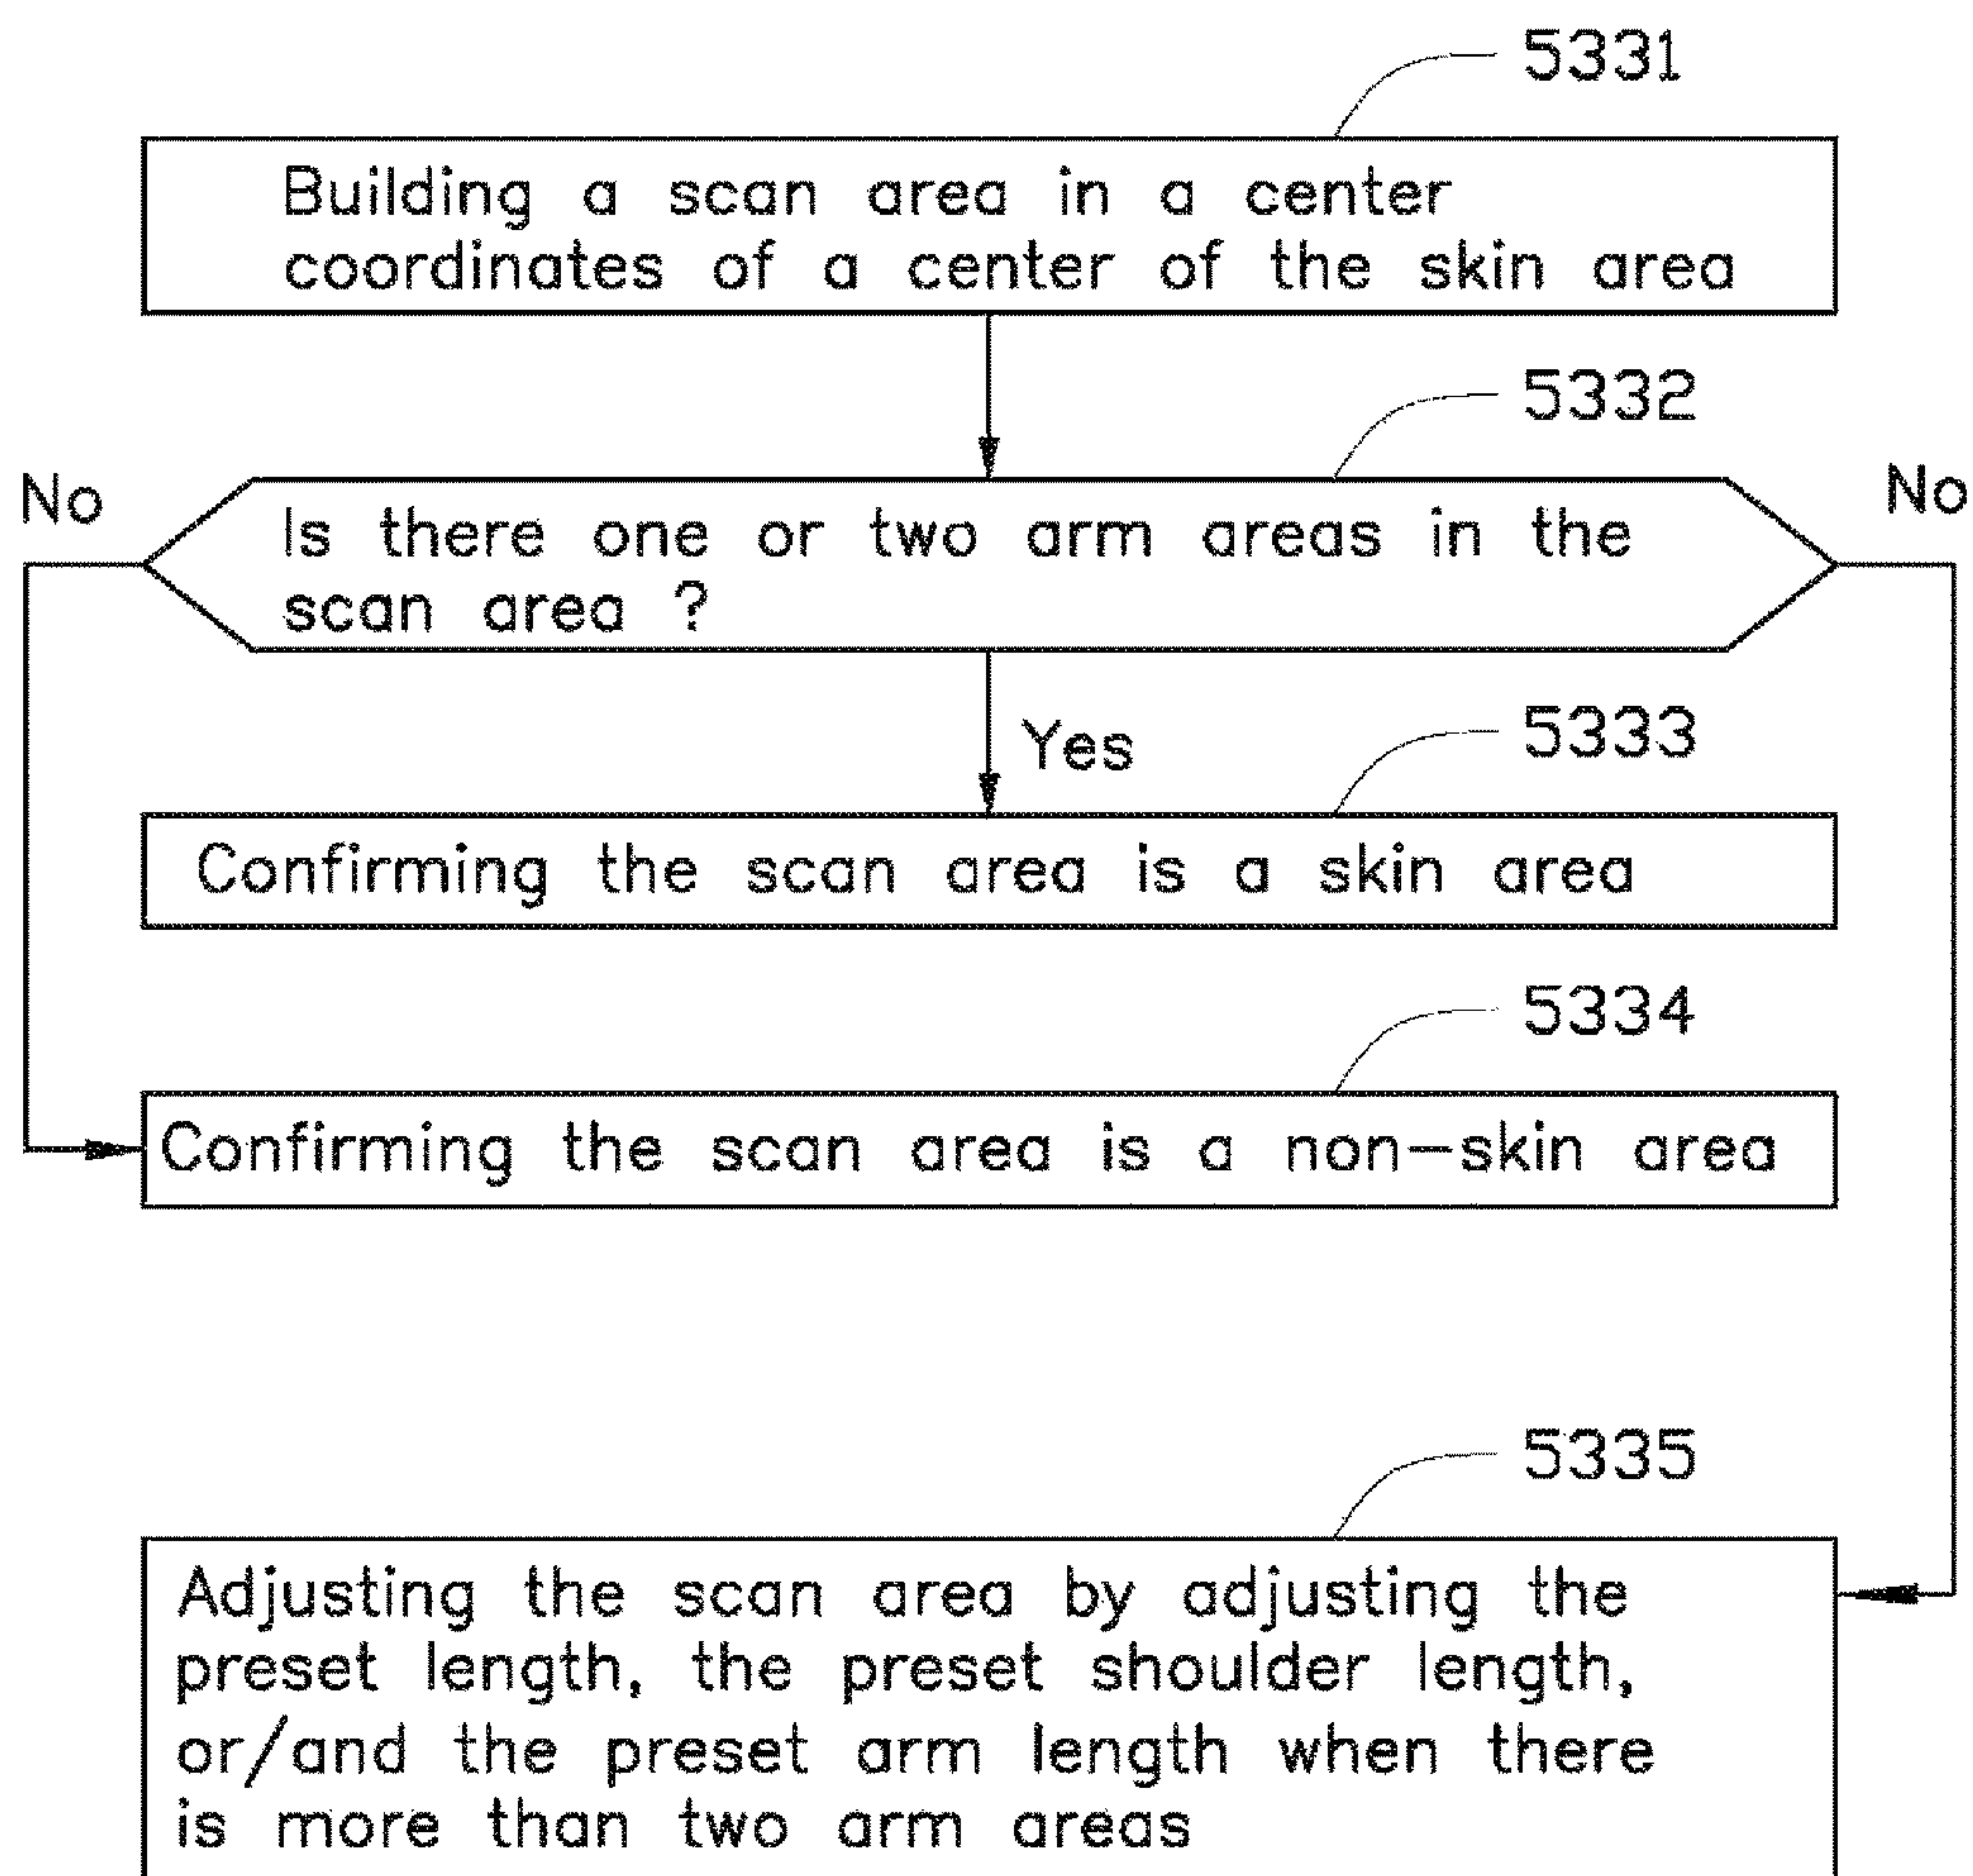 5331
Building a scan area in a center
coordinates of a center of the skin area
5332
No
No
Is there one or two arm areas in the
scan area ?
Yes
5333
Confirming the scan area is a skin area
5334
Confirming the scan area is a non-skin area
5335
Adjusting the scan area by adjusting the
preset length, the preset shoulder length,
or/and the preset arm length when there
is more than two arm areas